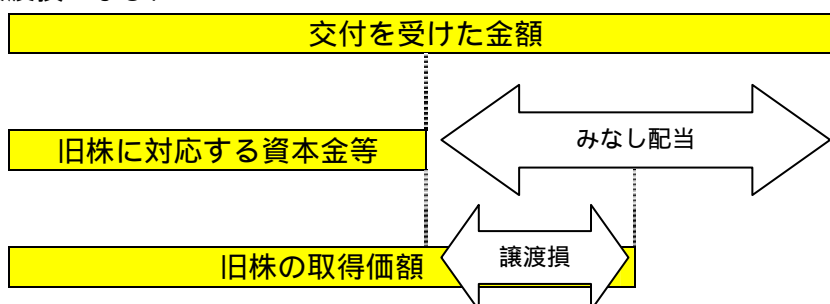 交付を受けた金額
みなし配当
旧株に対応する資本金等
譲渡損
旧株の取得価額